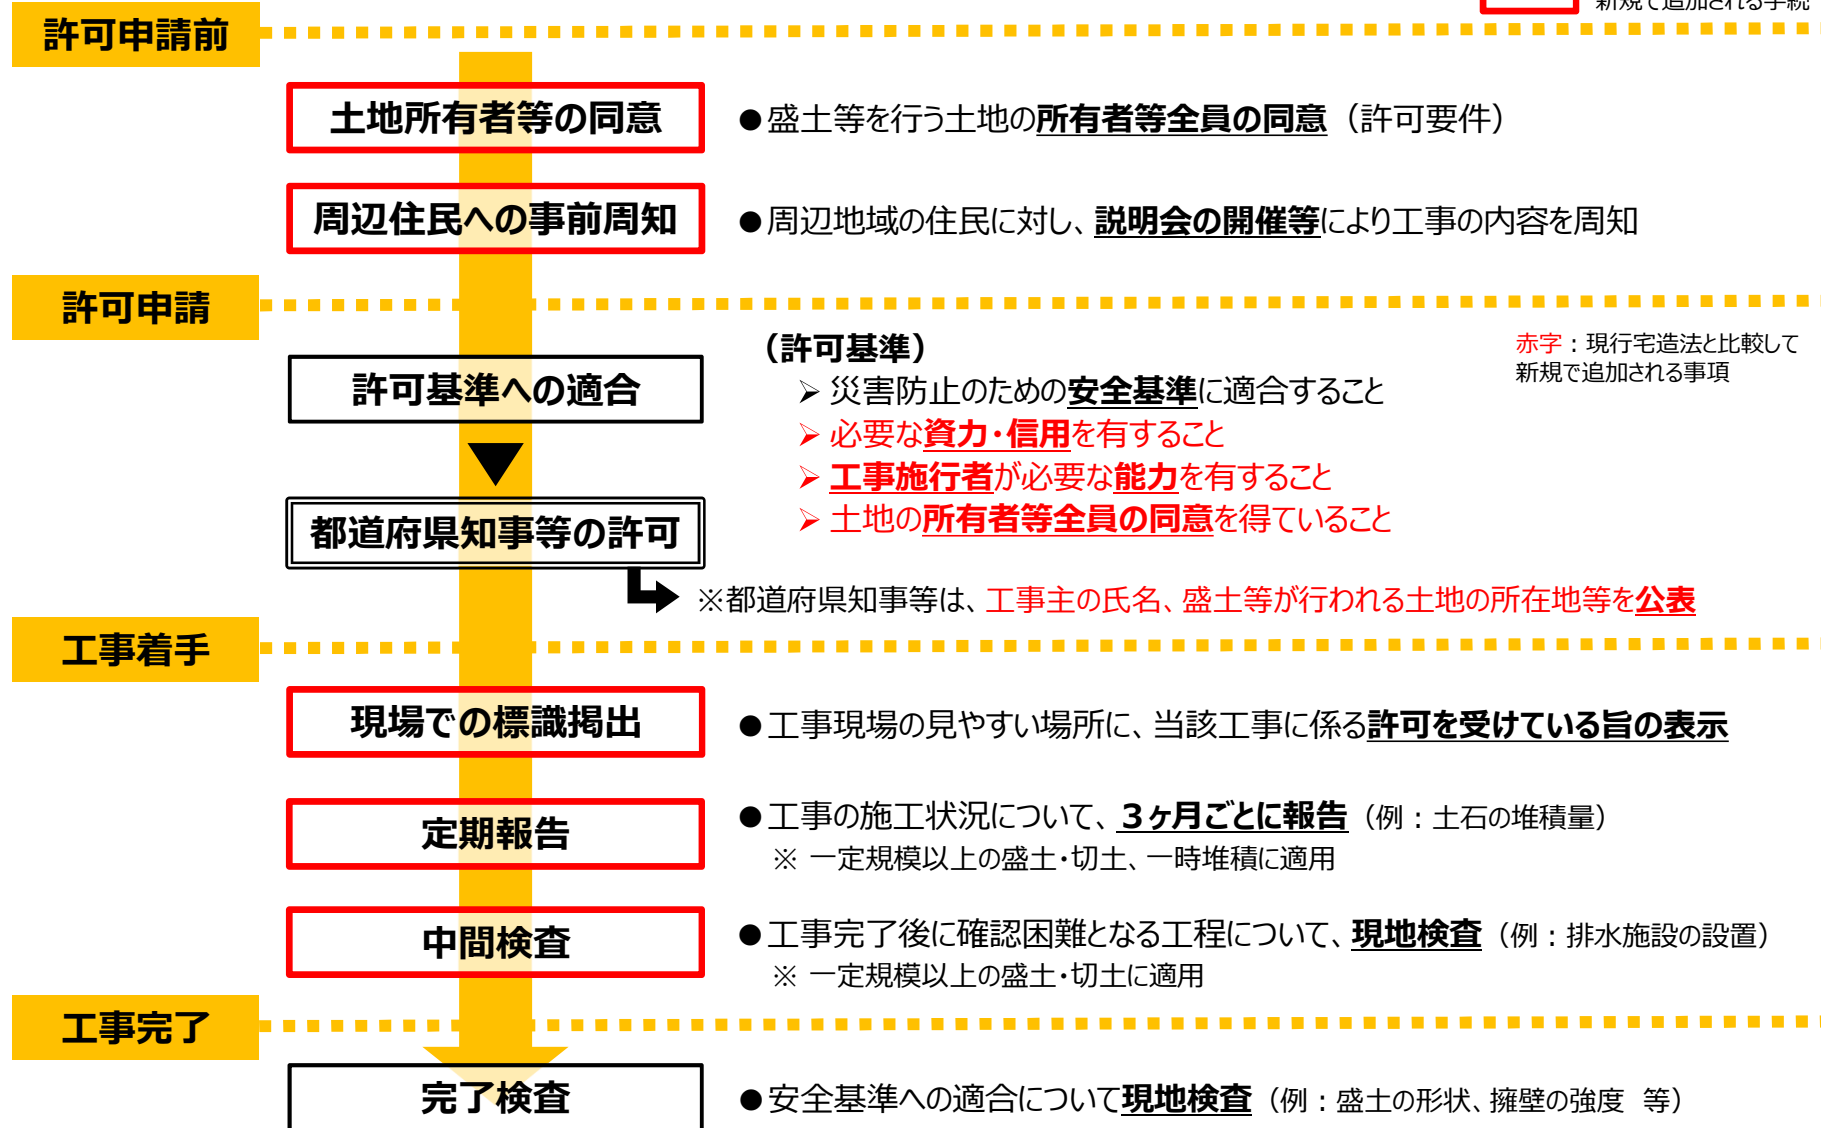 新規で追加される手続
許可申請前
土地所有者等の同意
●盛土等を行う土地の所有者等全員の同意（許可要件）
周辺住民への事前周知
●周辺地域の住民に対し、説明会の開催等により工事の内容を周知
許可申請
（許可基準）
赤字：現行宅造法と比較して
新規で追加される事項
許可基準への適合
➢災害防止のための安全基準に適合すること
➢必要な資力・信用を有すること
➢工事施行者が必要な能力を有すること
➢土地の所有者等全員の同意を得ていること
都道府県知事等の許可
※都道府県知事等は、工事主の氏名、盛土等が行われる土地の所在地等を公表
工事着手
現場での標識掲出
●工事現場の見やすい場所に、当該工事に係る許可を受けている旨の表示
定期報告
●工事の施工状況について、３ヶ月ごとに報告（例：土石の堆積量）
※ 一定規模以上の盛土・切土、一時堆積に適用
中間検査
●工事完了後に確認困難となる工程について、現地検査（例：排水施設の設置）
※ 一定規模以上の盛土・切土に適用
工事完了
完了検査
●安全基準への適合について現地検査（例：盛土の形状、擁壁の強度 等）